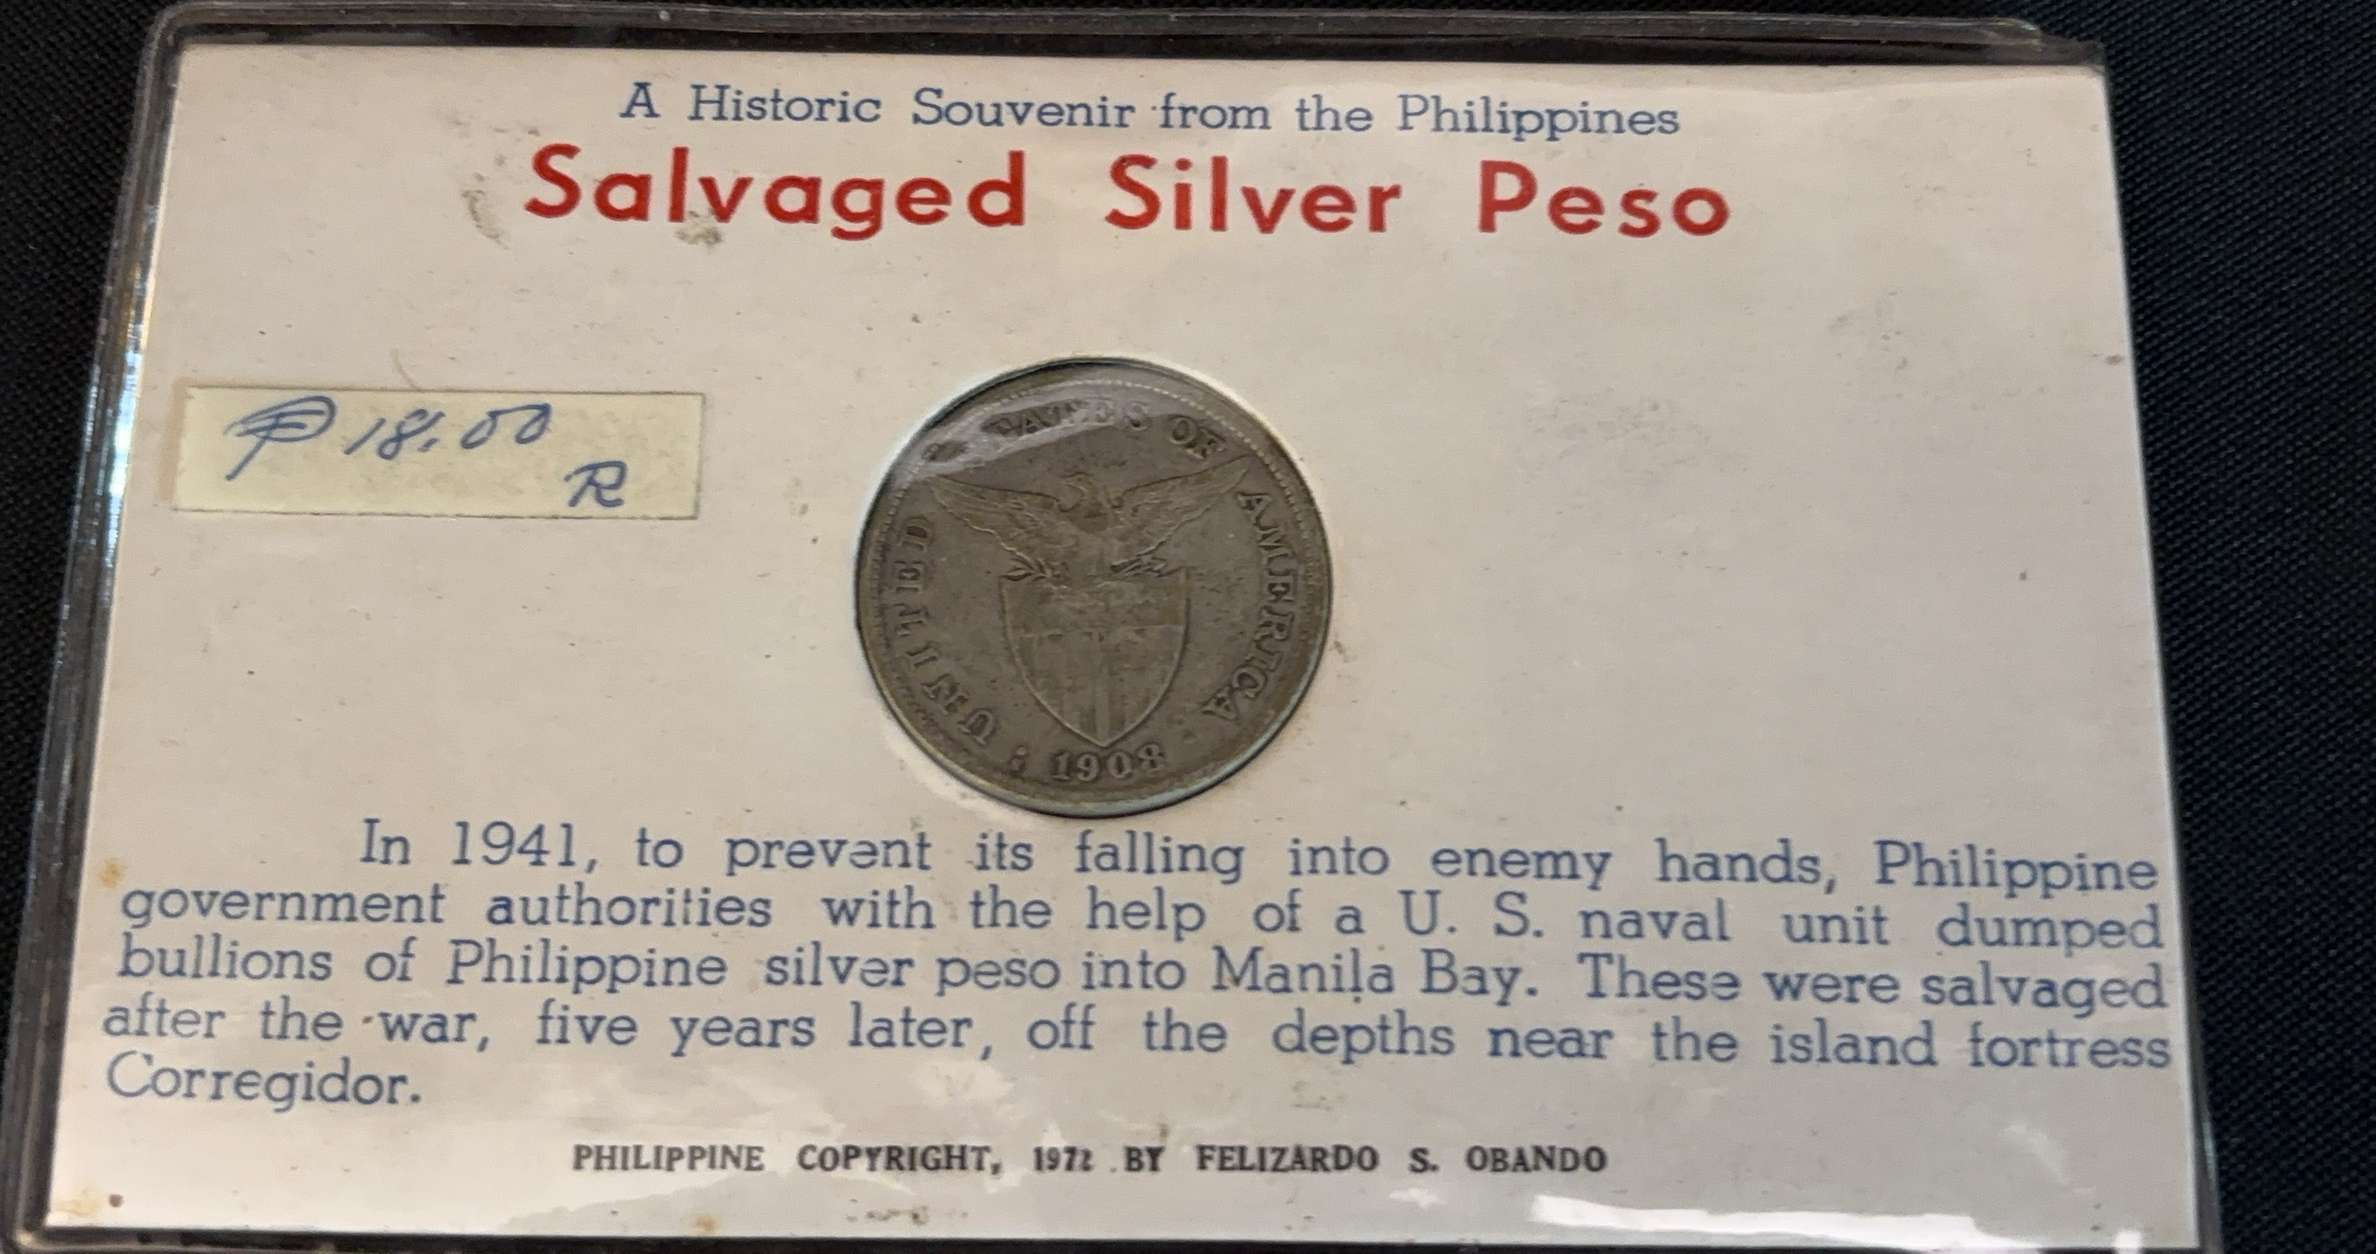 A Historic Souvenir from the Philippines
Salvaged Silver Peso
₱ 18.00
R
UNITED STATES OF AMERICA
1908
In 1941, to prevent its falling into enemy hands, Philippine
government authorities with the help of a U. S. naval unit dumped
bullions of Philippine silver peso into Manila Bay. These were salvaged
after the war, five years later, off the depths near the island fortress
Corregidor.
PHILIPPINE COPYRIGHT, 1972 BY FELIZARDO S. OBANDO